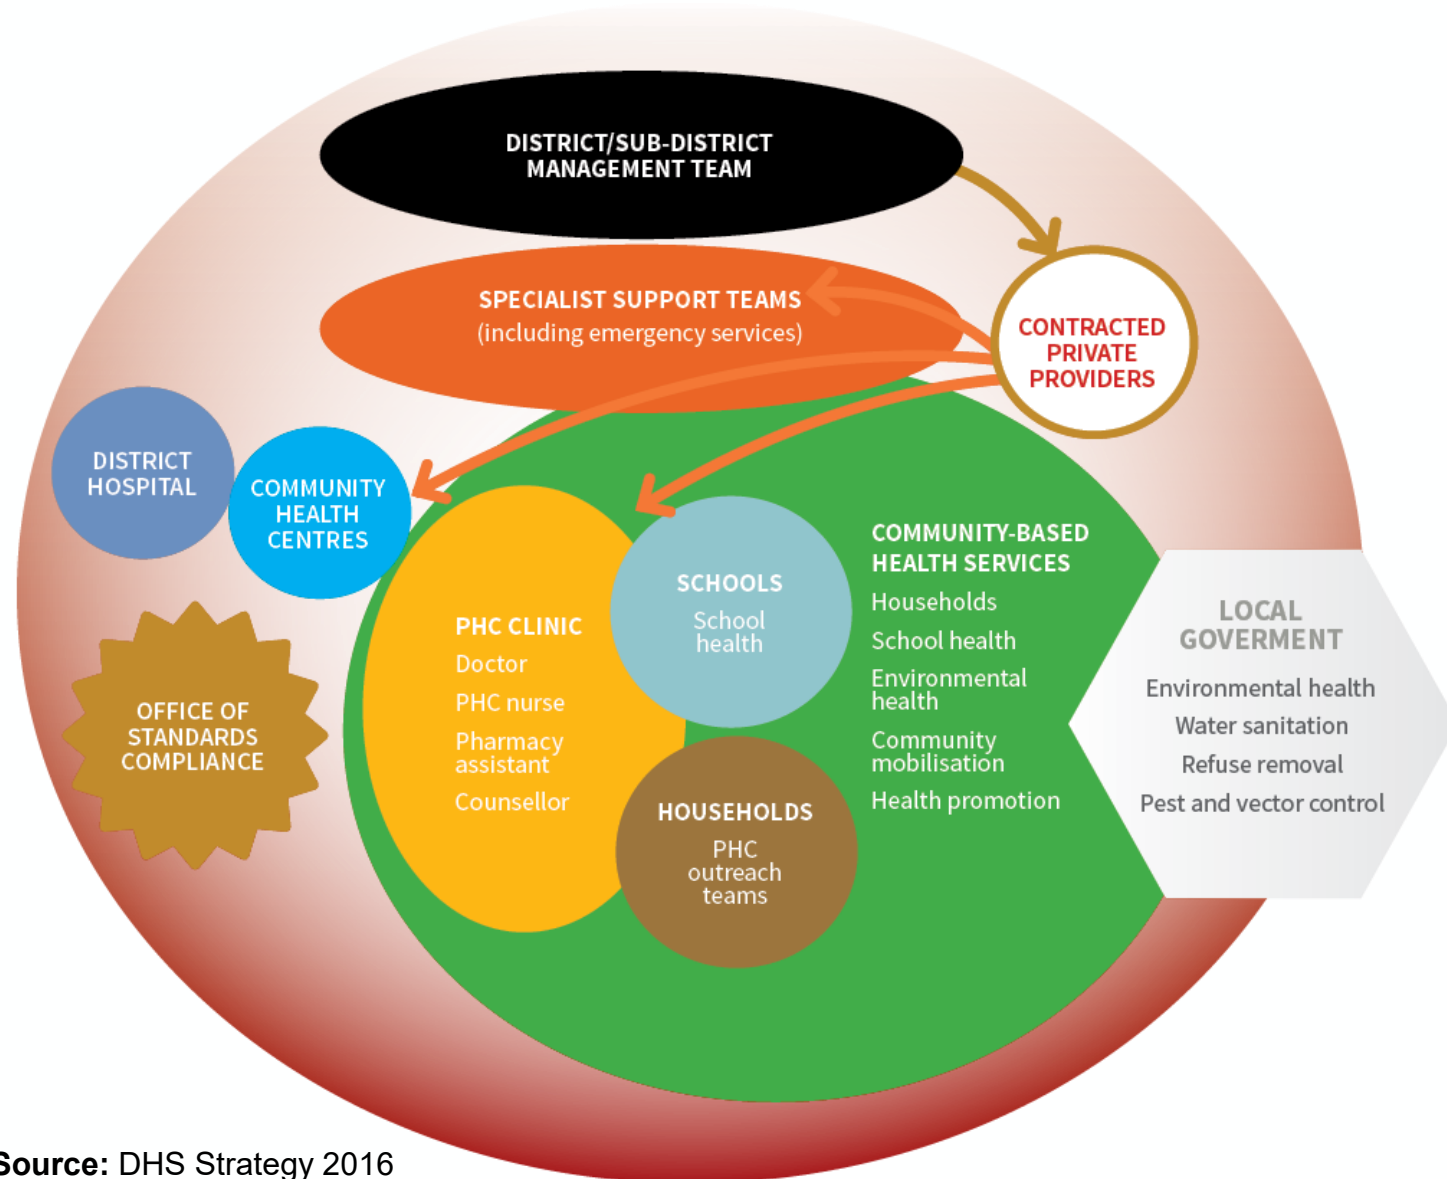 DISTRICT/SUB-DISTRICT
MANAGEMENT TEAM
SPECIALIST SUPPORT TEAMS
(including emergency services)
CONTRACTED
PRIVATE
PROVIDERS
DISTRICT
HOSPITAL
COMMUNITY
HEALTH
CENTRES
OFFICE OF
STANDARDS
COMPLIANCE
PHC CLINIC
Doctor
PHC nurse
Pharmacy
assistant
Counsellor
SCHOOLS
School
health
HOUSEHOLDS
PHC
outreach
teams
COMMUNITY-BASED
HEALTH SERVICES
Households
School health
Environmental
health
Community
mobilisation
Health promotion
LOCAL
GOVERMENT
Environmental health
Water sanitation
Refuse removal
Pest and vector control
Source: DHS Strategy 2016